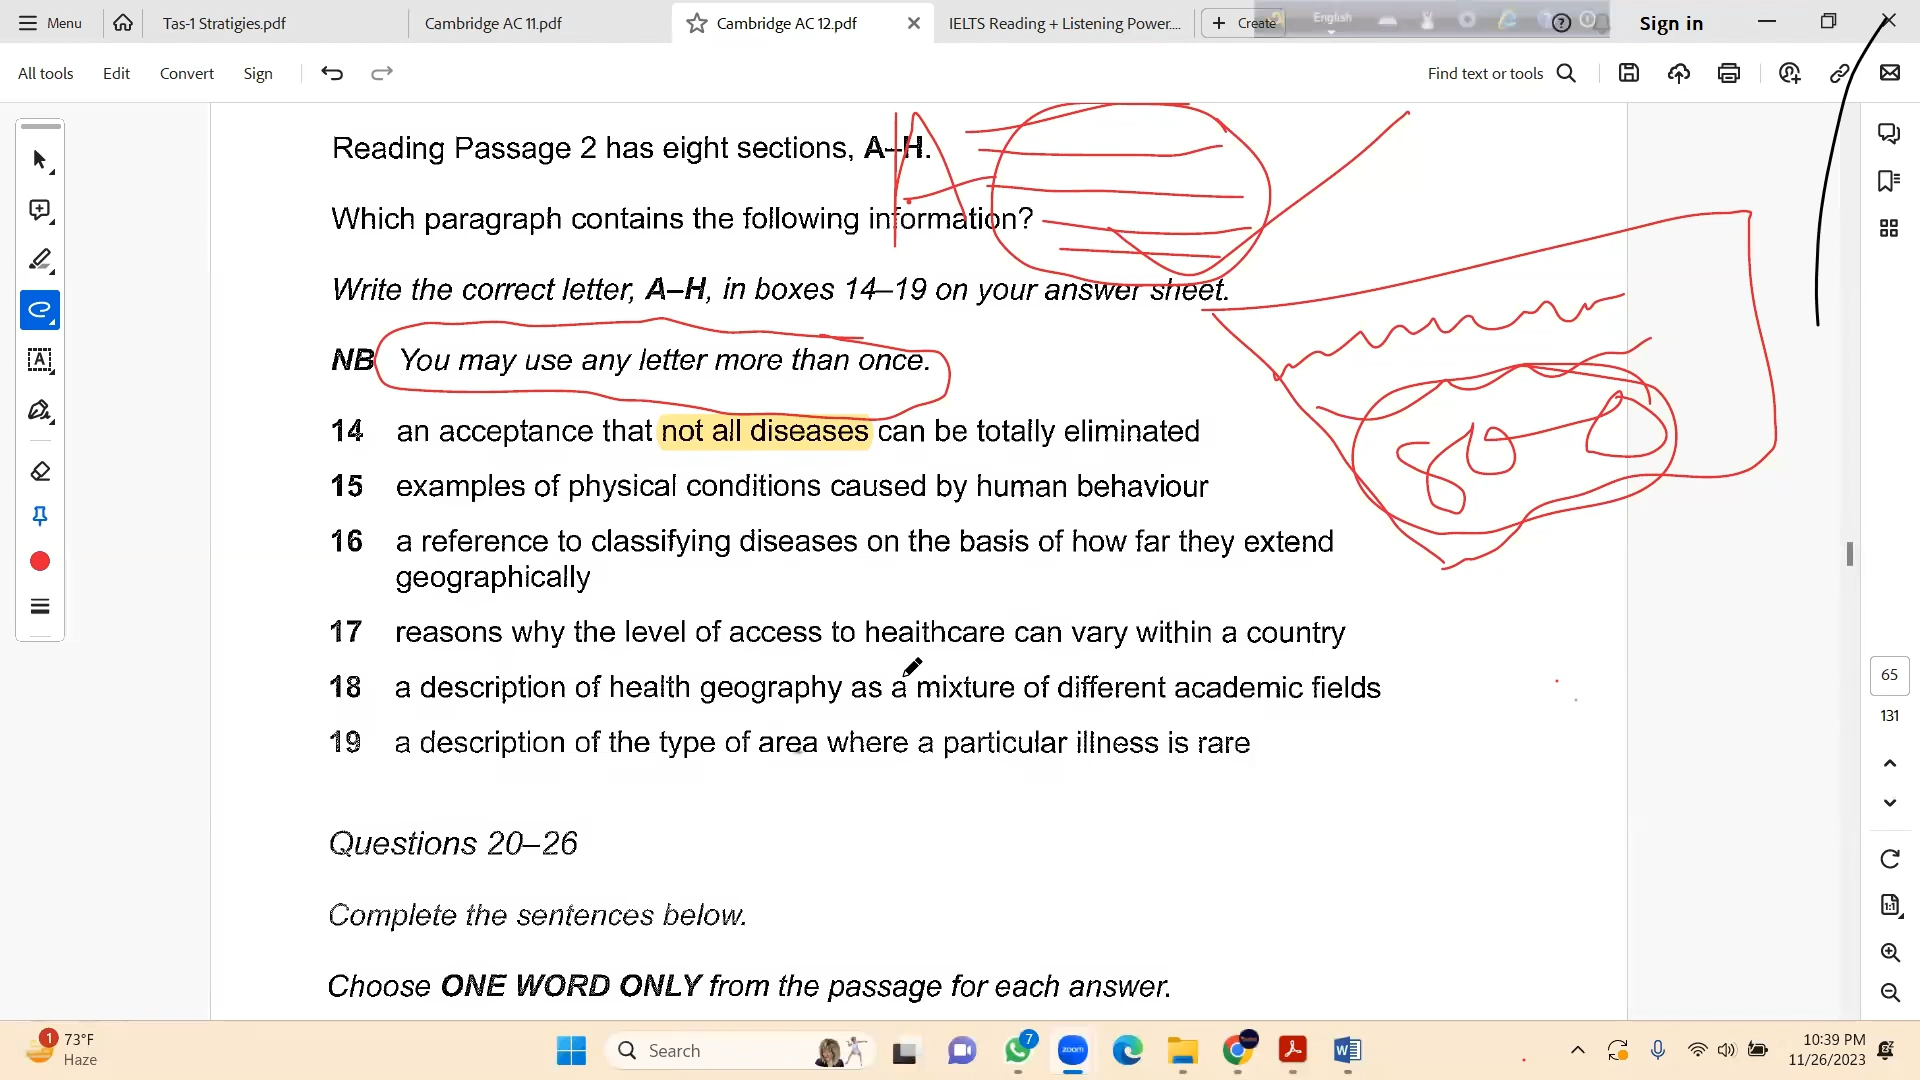 Menu
Tas-1 Stratigies.pdf
Cambridge AC 11.pdf
Cambridge AC 12.pdf
IELTS Reading + Listening Power....
Create
English
Sign in
All tools
Edit
Convert
Sign
Find text or tools
Reading Passage 2 has eight sections, A–H.
Which paragraph contains the following information?
Write the correct letter, A–H, in boxes 14–19 on your answer sheet.
NB You may use any letter more than once.
14 an acceptance that not all diseases can be totally eliminated
15 examples of physical conditions caused by human behaviour
16 a reference to classifying diseases on the basis of how far they extend
geographically
17 reasons why the level of access to healthcare can vary within a country
18 a description of health geography as a mixture of different academic fields
19 a description of the type of area where a particular illness is rare
Questions 20–26
Complete the sentences below.
Choose ONE WORD ONLY from the passage for each answer.
A
65
131
1
73°F
Haze
Search
7
zoom
10:39 PM
11/26/2023